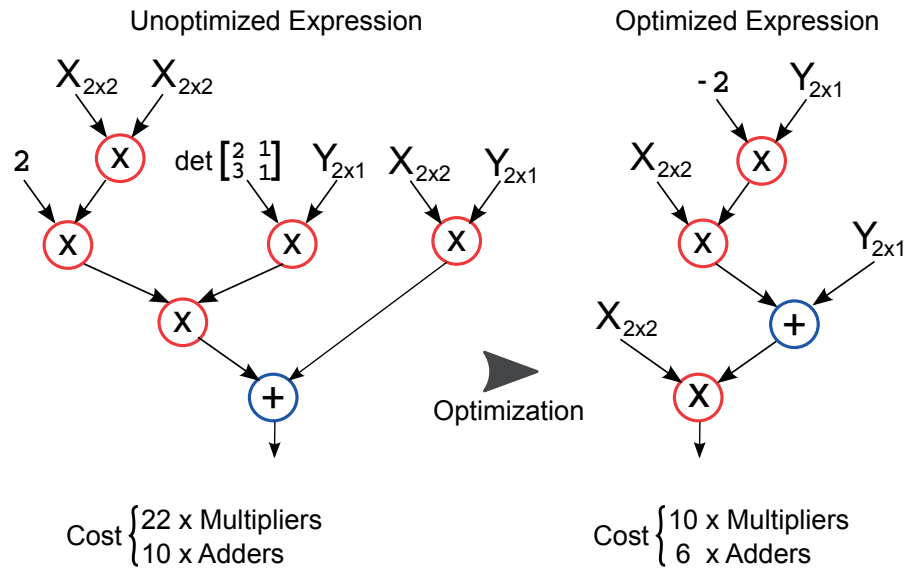 Unoptimized Expression
Optimized Expression
X2x2 X2x2
2 X
det [2 1
3 1]
Y2x1
X2x2 Y2x1
X X X
X
+
-2 Y2x1
X2x2 X
X Y2x1
X2x2 +
X
Optimization
Cost { 22 x Multipliers
10 x Adders
Cost { 10 x Multipliers
6 x Adders